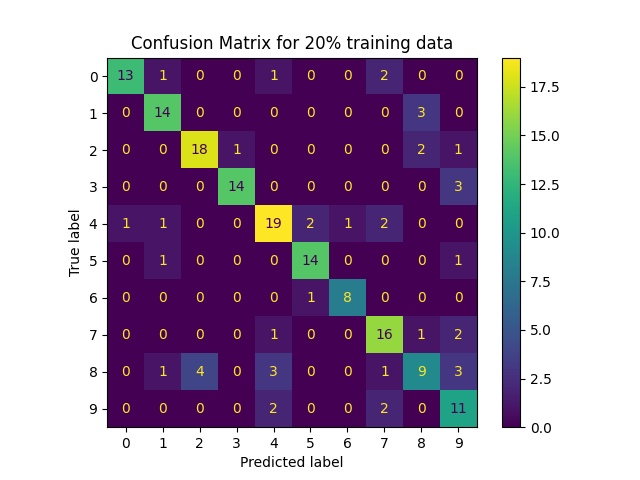 Confusion Matrix for 20% training data
True label
0 13 1 0 0 1 0 0 2 0 0
1 0 14 0 0 0 0 0 0 3 0
2 0 0 18 1 0 0 0 0 2 1
3 0 0 0 14 0 0 0 0 0 3
4 1 1 0 0 19 2 1 2 0 0
5 0 1 0 0 0 14 0 0 0 1
6 0 0 0 0 0 1 8 0 0 0
7 0 0 0 0 1 0 0 16 1 2
8 0 1 4 0 3 0 0 1 9 3
9 0 0 0 0 2 0 0 2 0 11
0 1 2 3 4 5 6 7 8 9
Predicted label
17.5
15.0
12.5
10.0
7.5
5.0
2.5
0.0